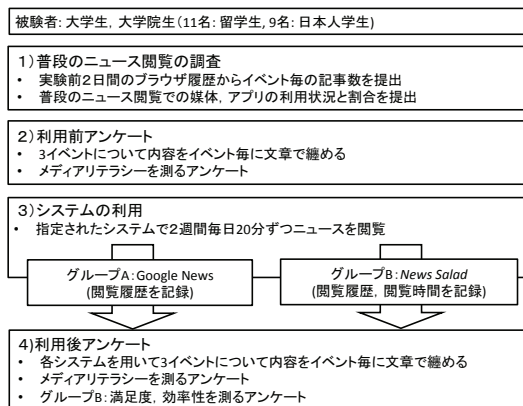 被験者: 大学生，大学院生(11名: 留学生, 9名: 日本人学生)
1)普段のニュース閲覧の調査
• 実験前2日間のブラウザ履歴からイベント毎の記事数を提出
• 普段のニュース閲覧での媒体，アプリの利用状況と割合を提出
2)利用前アンケート
• 3イベントについて内容をイベント毎に文章で纏める
• メディアリテラシーを測るアンケート
3)システムの利用
• 指定されたシステムで2週間毎日20分ずつニュースを閲覧
グループA: Google News
(閲覧履歴を記録)
グループB: News Salad
(閲覧履歴，閲覧時間を記録)
4)利用後アンケート
• 各システムを用いて3イベントについて内容をイベント毎に文章で纏める
• メディアリテラシーを測るアンケート
• グループB: 満足度，効率性を測るアンケート